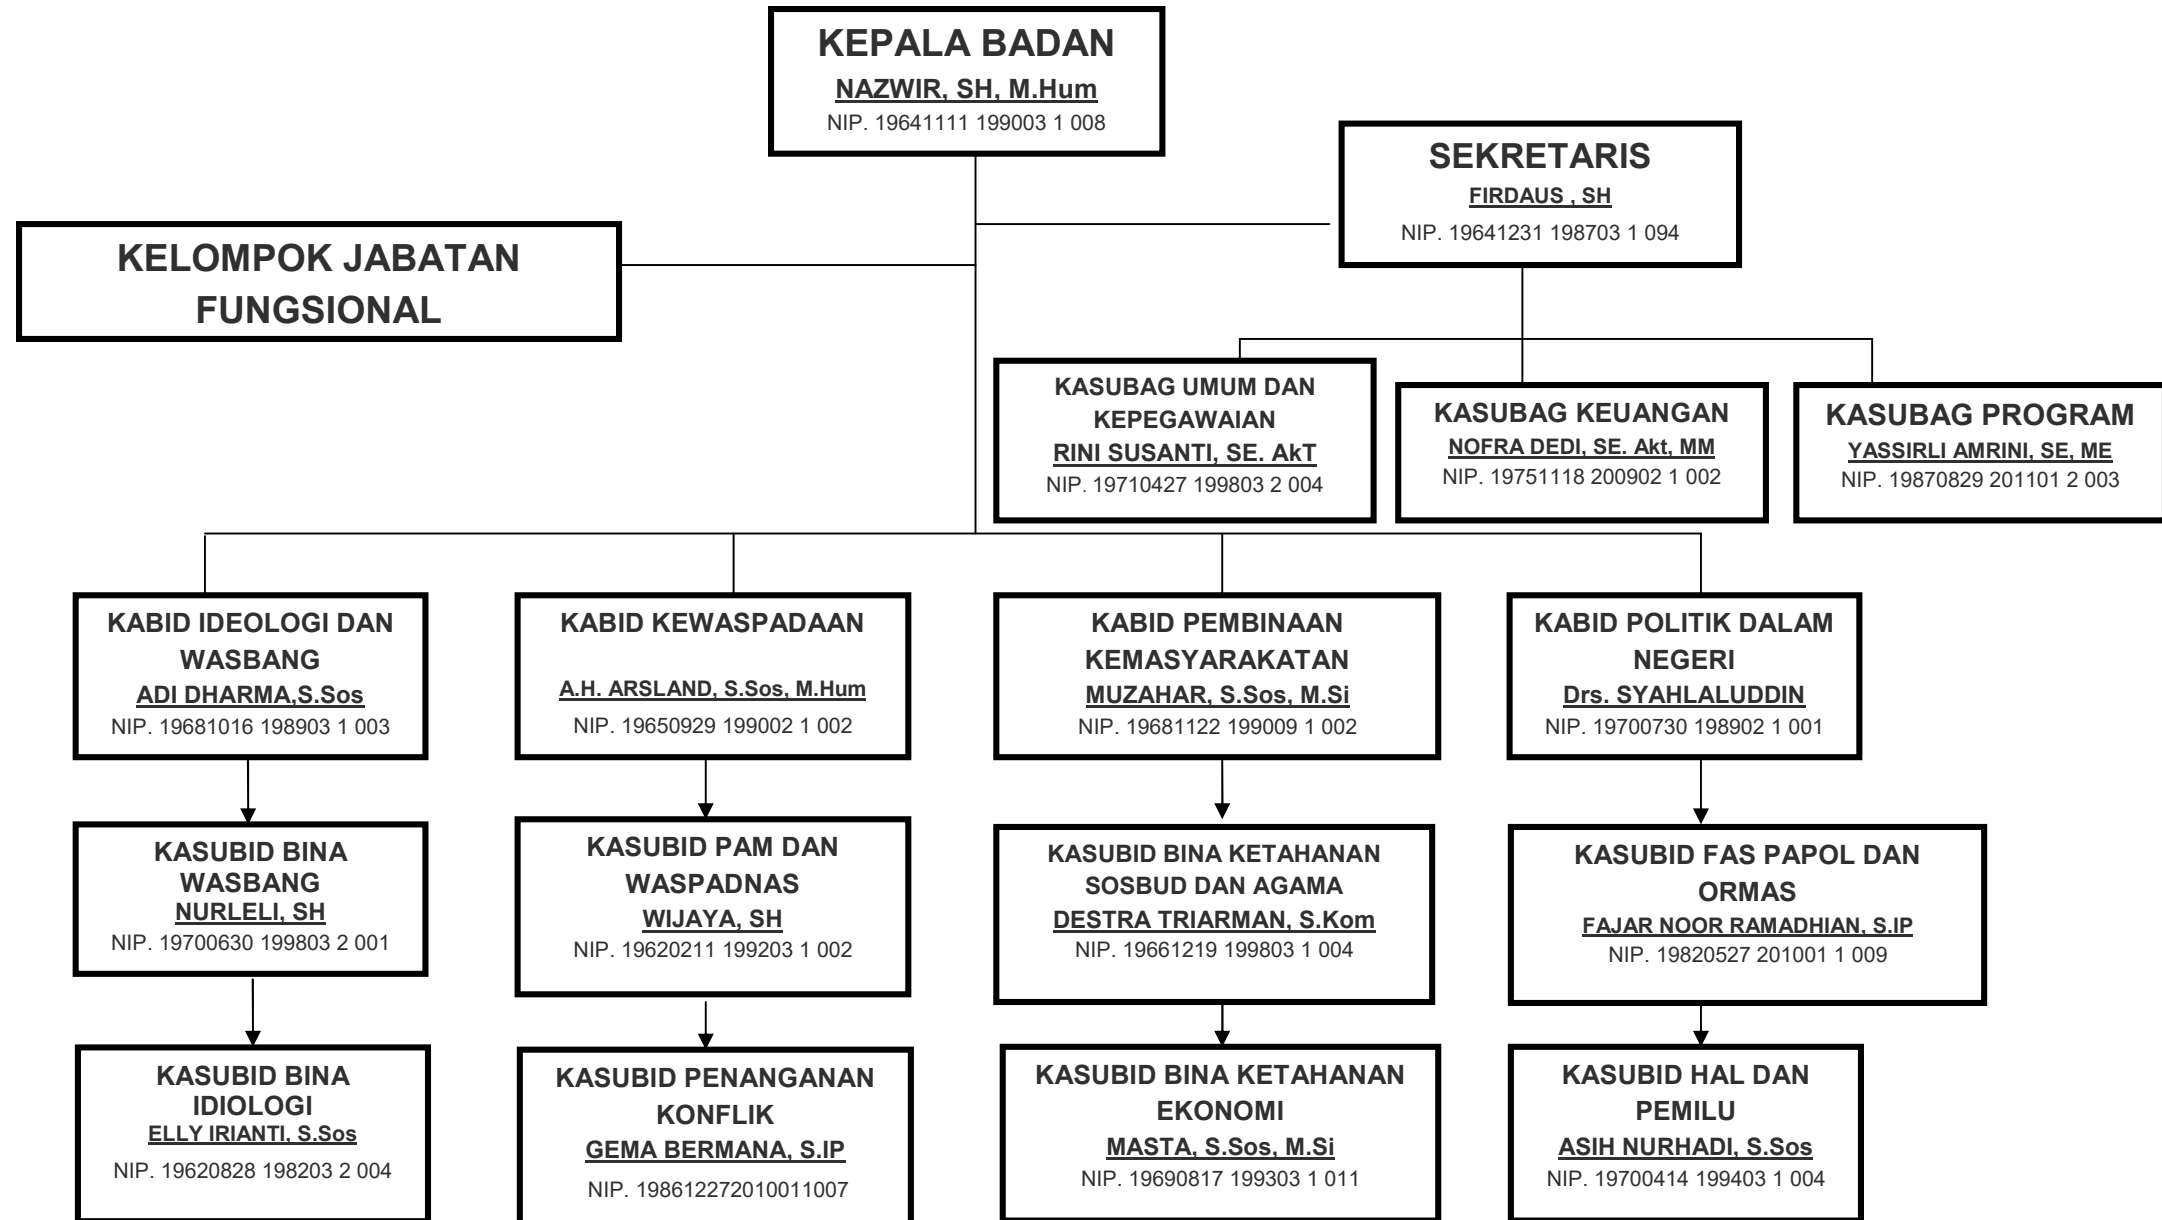 KEPALA BADAN
NAZWIR, SH, M.Hum
NIP. 19641111 199003 1 008
SEKRETARIS
FIRDAUS , SH
NIP. 19641231 198703 1 094
KELOMPOK JABATAN
FUNGSIONAL
KASUBAG UMUM DAN
KEPEGAWAIAN
RINI SUSANTI, SE. AkT
NIP. 19710427 199803 2 004
KASUBAG KEUANGAN
NOFRA DEDI, SE. Akt, MM
NIP. 19751118 200902 1 002
KASUBAG PROGRAM
YASSIRLI AMRINI, SE, ME
NIP. 19870829 201101 2 003
KABID IDEOLOGI DAN
WASBANG
ADI DHARMA,S.Sos
NIP. 19681016 198903 1 003
KABID KEWASPADAAN
A.H. ARSLAND, S.Sos, M.Hum
NIP. 19650929 199002 1 002
KABID PEMBINAAN
KEMASYARAKATAN
MUZAHAR, S.Sos, M.Si
NIP. 19681122 199009 1 002
KABID POLITIK DALAM
NEGERI
Drs. SYAHLALUDDIN
NIP. 19700730 198902 1 001
KASUBID BINA
WASBANG
NURLELI, SH
NIP. 19700630 199803 2 001
KASUBID PAM DAN
WASPADNAS
WIJAYA, SH
NIP. 19620211 199203 1 002
KASUBID BINA KETAHANAN
SOSBUD DAN AGAMA
DESTRA TRIARMAN, S.Kom
NIP. 19661219 199803 1 004
KASUBID FAS PAPOL DAN
ORMAS
FAJAR NOOR RAMADHIAN, S.IP
NIP. 19820527 201001 1 009
KASUBID BINA
IDIOLOGI
ELLY IRIANTI, S.Sos
NIP. 19620828 198203 2 004
KASUBID PENANGANAN
KONFLIK
GEMA BERMANA, S.IP
NIP. 198612272010011007
KASUBID BINA KETAHANAN
EKONOMI
MASTA, S.Sos, M.Si
NIP. 19690817 199303 1 011
KASUBID HAL DAN
PEMILU
ASIH NURHADI, S.Sos
NIP. 19700414 199403 1 004